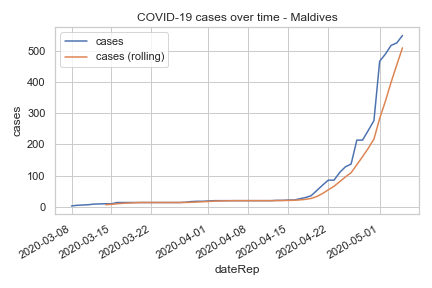 COVID-19 cases over time - Maldives
cases
cases (rolling)
500
400
300
200
100
0
cases
2020-03-08
2020-03-15
2020-03-22
2020-04-01
2020-04-08
2020-04-15
2020-04-22
2020-05-01
dateRep